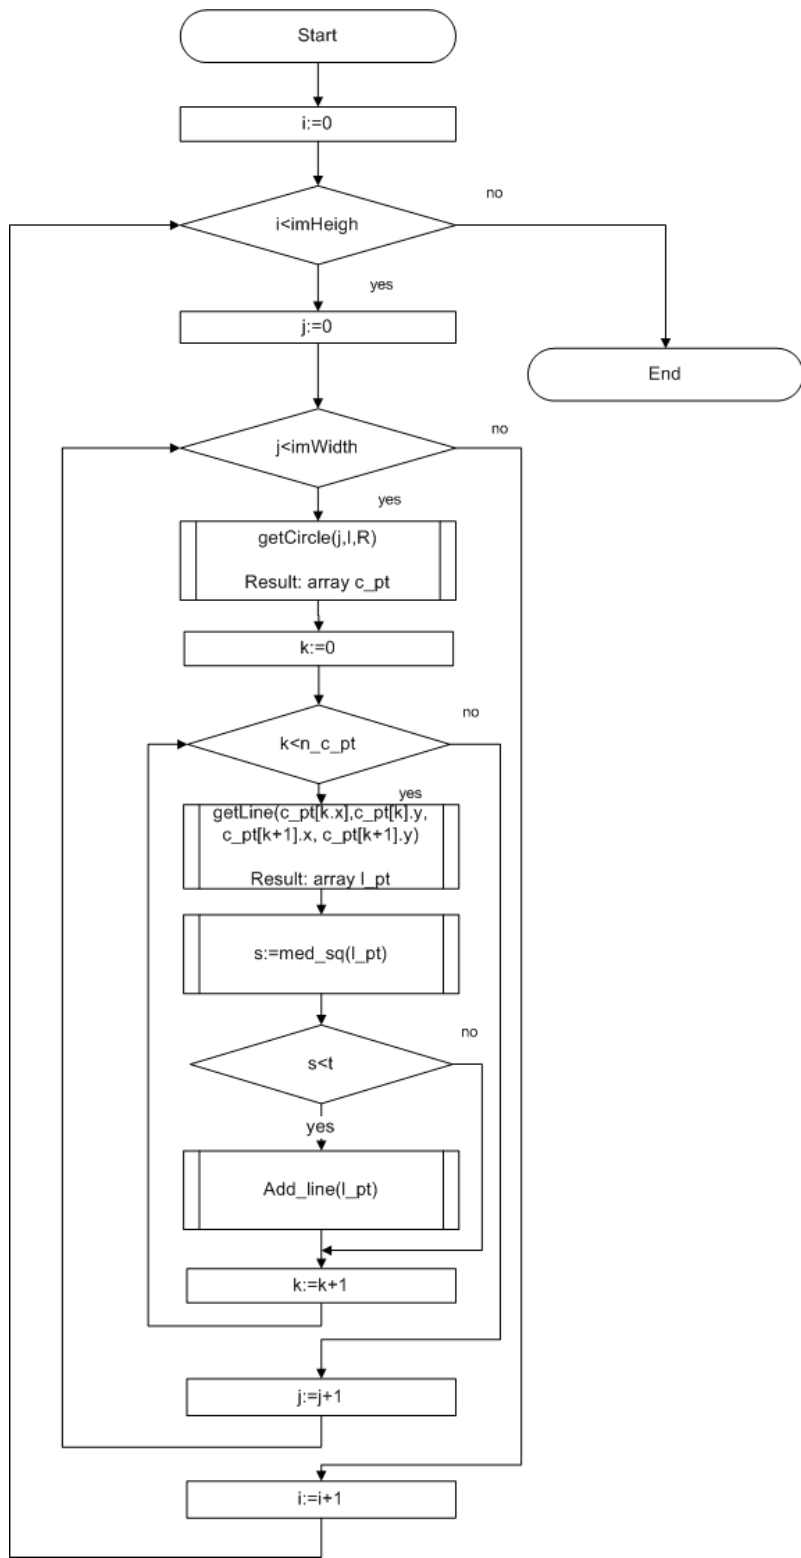 Start
i:=0
i<imHeigh
no
yes
j:=0
End
j<imWidth
no
yes
getCircle(j,I,R)
Result: array c_pt
k:=0
k<n_c_pt
no
yes
getLine(c_pt[k.x],c_pt[k].y,
c_pt[k+1].x, c_pt[k+1].y)
Result: array l_pt
s:=med_sq(l_pt)
s<t
no
yes
Add_line(l_pt)
k:=k+1
j:=j+1
i:=i+1